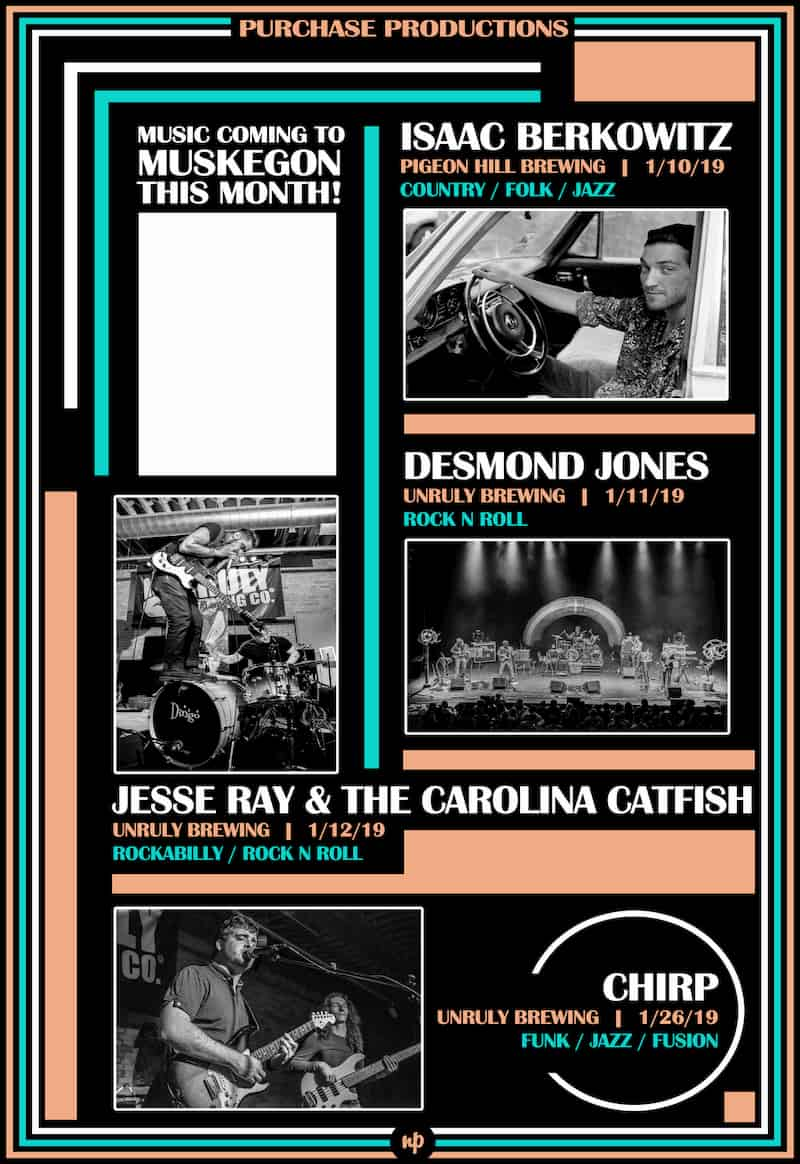 PURCHASE PRODUCTIONS
MUSIC COMING TO
MUSKEGON
THIS MONTH!
ISAAC BERKOWITZ
PIGEON HILL BREWING | 1/10/19
COUNTRY / FOLK / JAZZ
DESMOND JONES
UNRULY BREWING | 1/11/19
ROCK N ROLL
JESSE RAY & THE CAROLINA CATFISH
UNRULY BREWING | 1/12/19
ROCKABILLY / ROCK N ROLL
CO.
CHIRP
UNRULY BREWING | 1/26/19
FUNK / JAZZ / FUSION
np